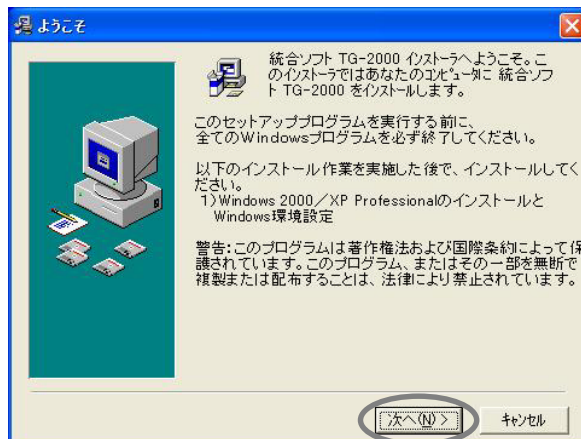 ようこそ
統合ソフト TG-2000 インストーラへようこそ。こ
のインストーラではあなたのコンピュータに 統合ソフ
ト TG-2000 をインストールします。
このセットアッププログラムを実行する前に、
全てのWindowsプログラムを必ず終了してください。
以下のインストール作業を実施した後で、インストールしてく
ださい。
1)Windows 2000/XP Professionalのインストールと
Windows環境設定
警告:このプログラムは著作権法および国際条約によって保
護されています。このプログラム、またはその一部を無断で
複製または配布することは、法律により禁止されています。
次へ(N) >
キャンセル